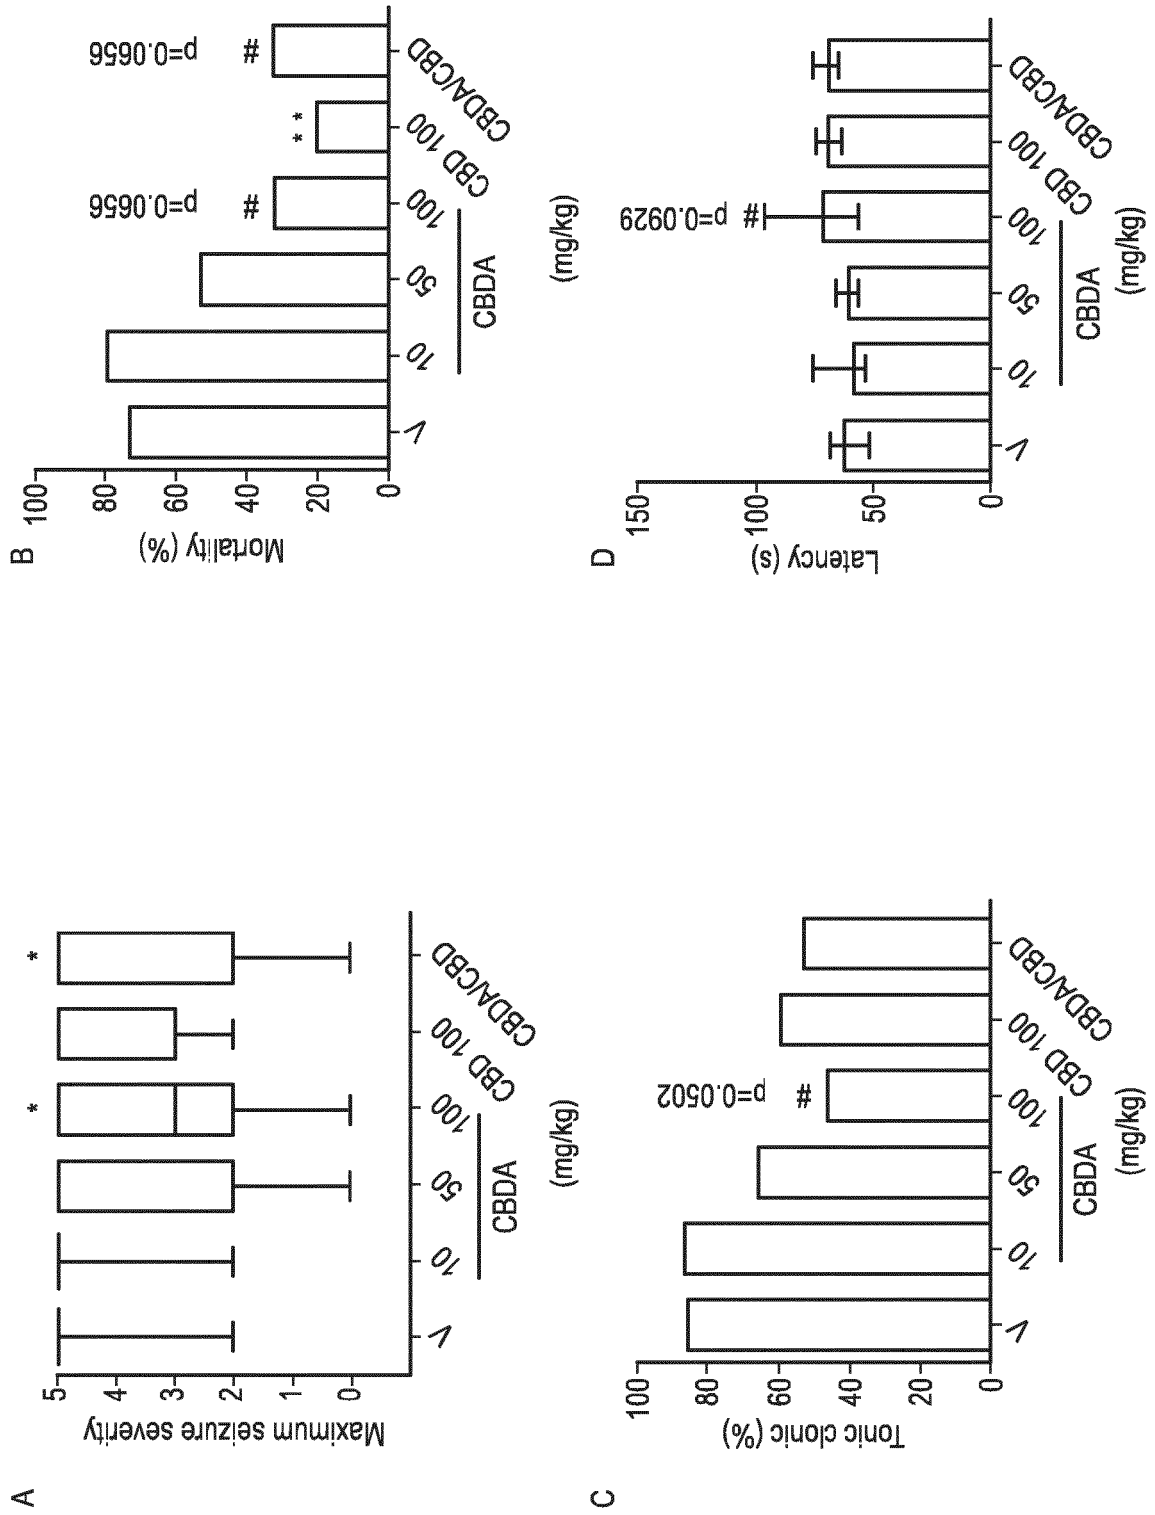 A
Maximum seizure severity
5
4
3
2
1
0
*
*
V
10
50
100
CBD 100
CBDA/CBD
CBDA
(mg/kg)
B
Mortality (%)
100
80
60
40
20
0
p=0.0656
#
* *
p=0.0656
#
V
10
50
100
CBD 100
CBDA/CBD
CBDA
(mg/kg)
C
Tonic clonic (%)
100
80
60
40
20
0
p=0.0502
#
V
10
50
100
CBD 100
CBDA/CBD
CBDA
(mg/kg)
D
Latency (s)
150
100
50
0
p=0.0929
#
V
10
50
100
CBD 100
CBDA/CBD
CBDA
(mg/kg)